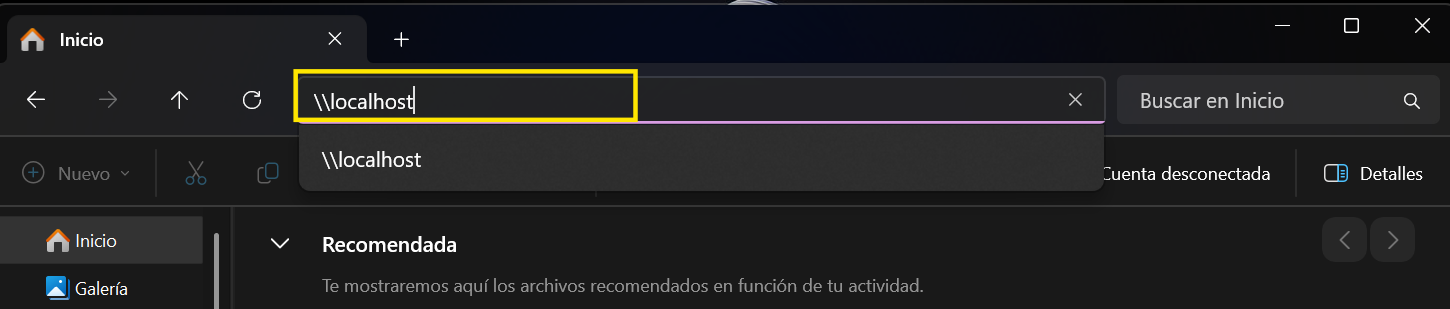 Inicio
\\localhost
Buscar en Inicio
\\localhost
Nuevo
Cuenta desconectada
Detalles
Inicio
Galería
Recomendada
Te mostraremos aquí los archivos recomendados en función de tu actividad.